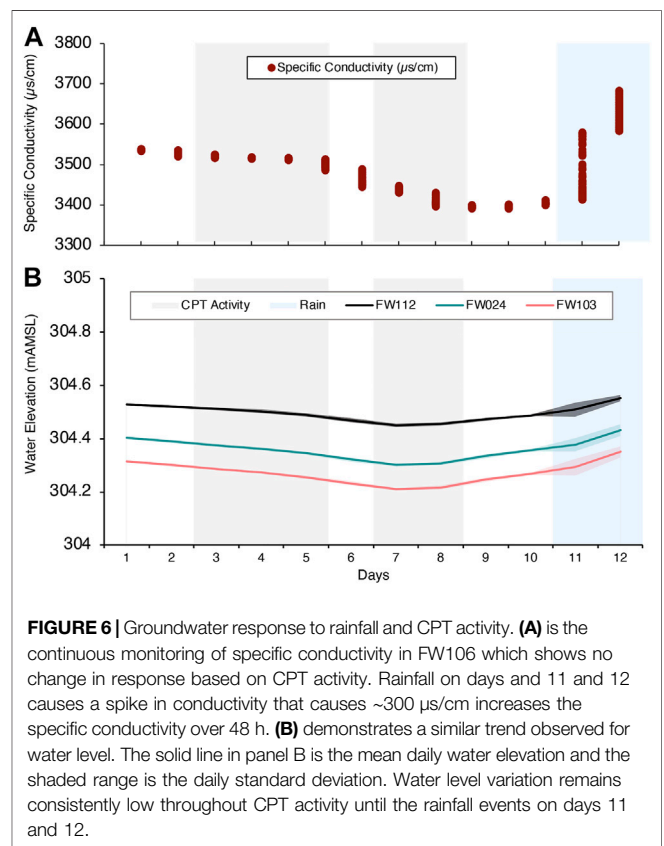 A
3800
3700
3600
3500
3400
3300
Specific Conductivity (µs/cm)
Specific Conductivity (µs/cm)
B
305
304.8
304.6
304.4
304.2
304
Water Elevation (mAMSL)
CPT Activity Rain FW112 FW024 FW103
1 2 3 4 5 6 7 8 9 10 11 12
Days
FIGURE 6 | Groundwater response to rainfall and CPT activity. (A) is the
continuous monitoring of specific conductivity in FW106 which shows no
change in response based on CPT activity. Rainfall on days and 11 and 12
causes a spike in conductivity that causes ~300 µs/cm increases the
specific conductivity over 48 h. (B) demonstrates a similar trend observed for
water level. The solid line in panel B is the mean daily water elevation and the
shaded range is the daily standard deviation. Water level variation remains
consistently low throughout CPT activity until the rainfall events on days 11
and 12.